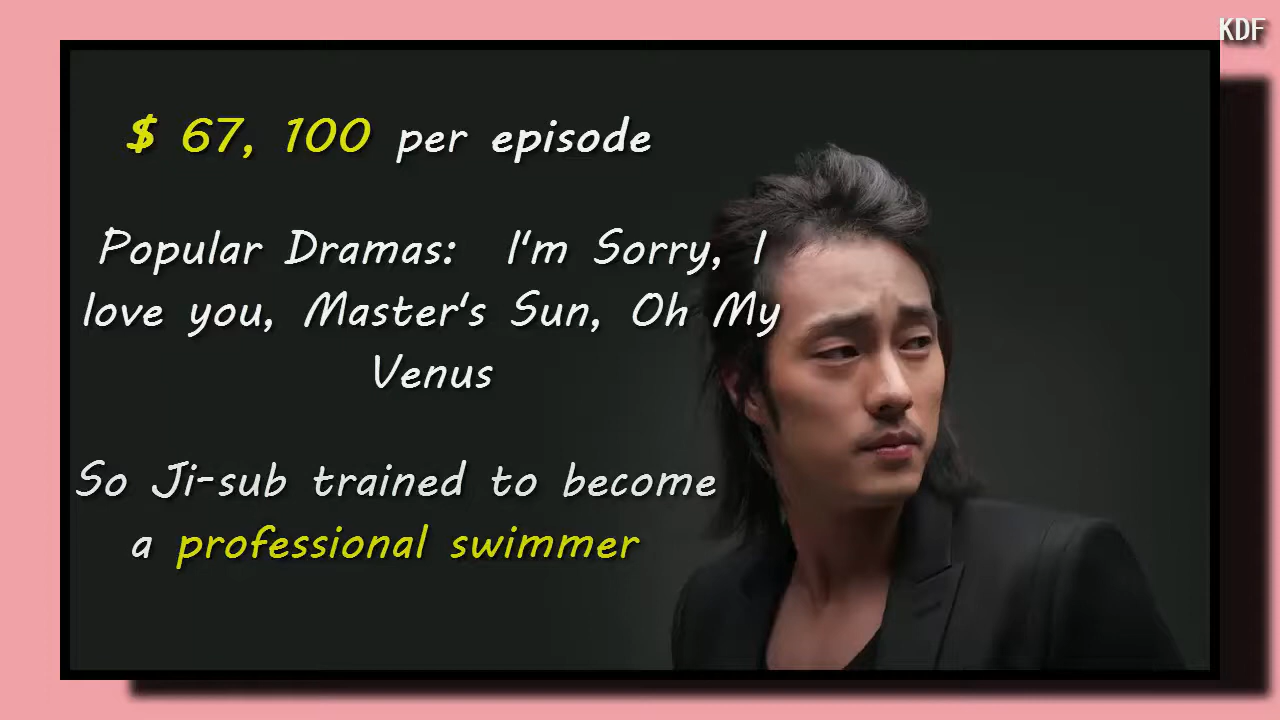 KDF
$ 67, 100 per episode
Popular Dramas: I'm Sorry, I
love you, Master's Sun, Oh My
Venus
So Ji-sub trained to become
a professional swimmer